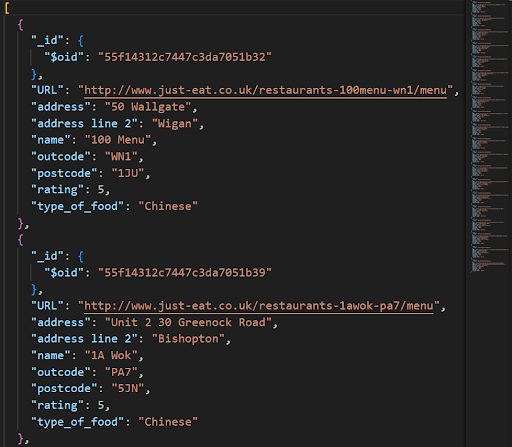 [
{
"_id": {
"$oid": "55f14312c7447c3da7051b32"
},
"URL": "http://www.just-eat.co.uk/restaurants-100menu-wn1/menu",
"address": "50 Wallgate",
"address line 2": "Wigan",
"name": "100 Menu",
"outcode": "WN1",
"postcode": "1JU",
"rating": 5,
"type_of_food": "Chinese"
},
{
"_id": {
"$oid": "55f14312c7447c3da7051b39"
},
"URL": "http://www.just-eat.co.uk/restaurants-1awok-pa7/menu",
"address": "Unit 2 30 Greenock Road",
"address line 2": "Bishopton",
"name": "1A Wok",
"outcode": "PA7",
"postcode": "5JN",
"rating": 5,
"type_of_food": "Chinese"
},